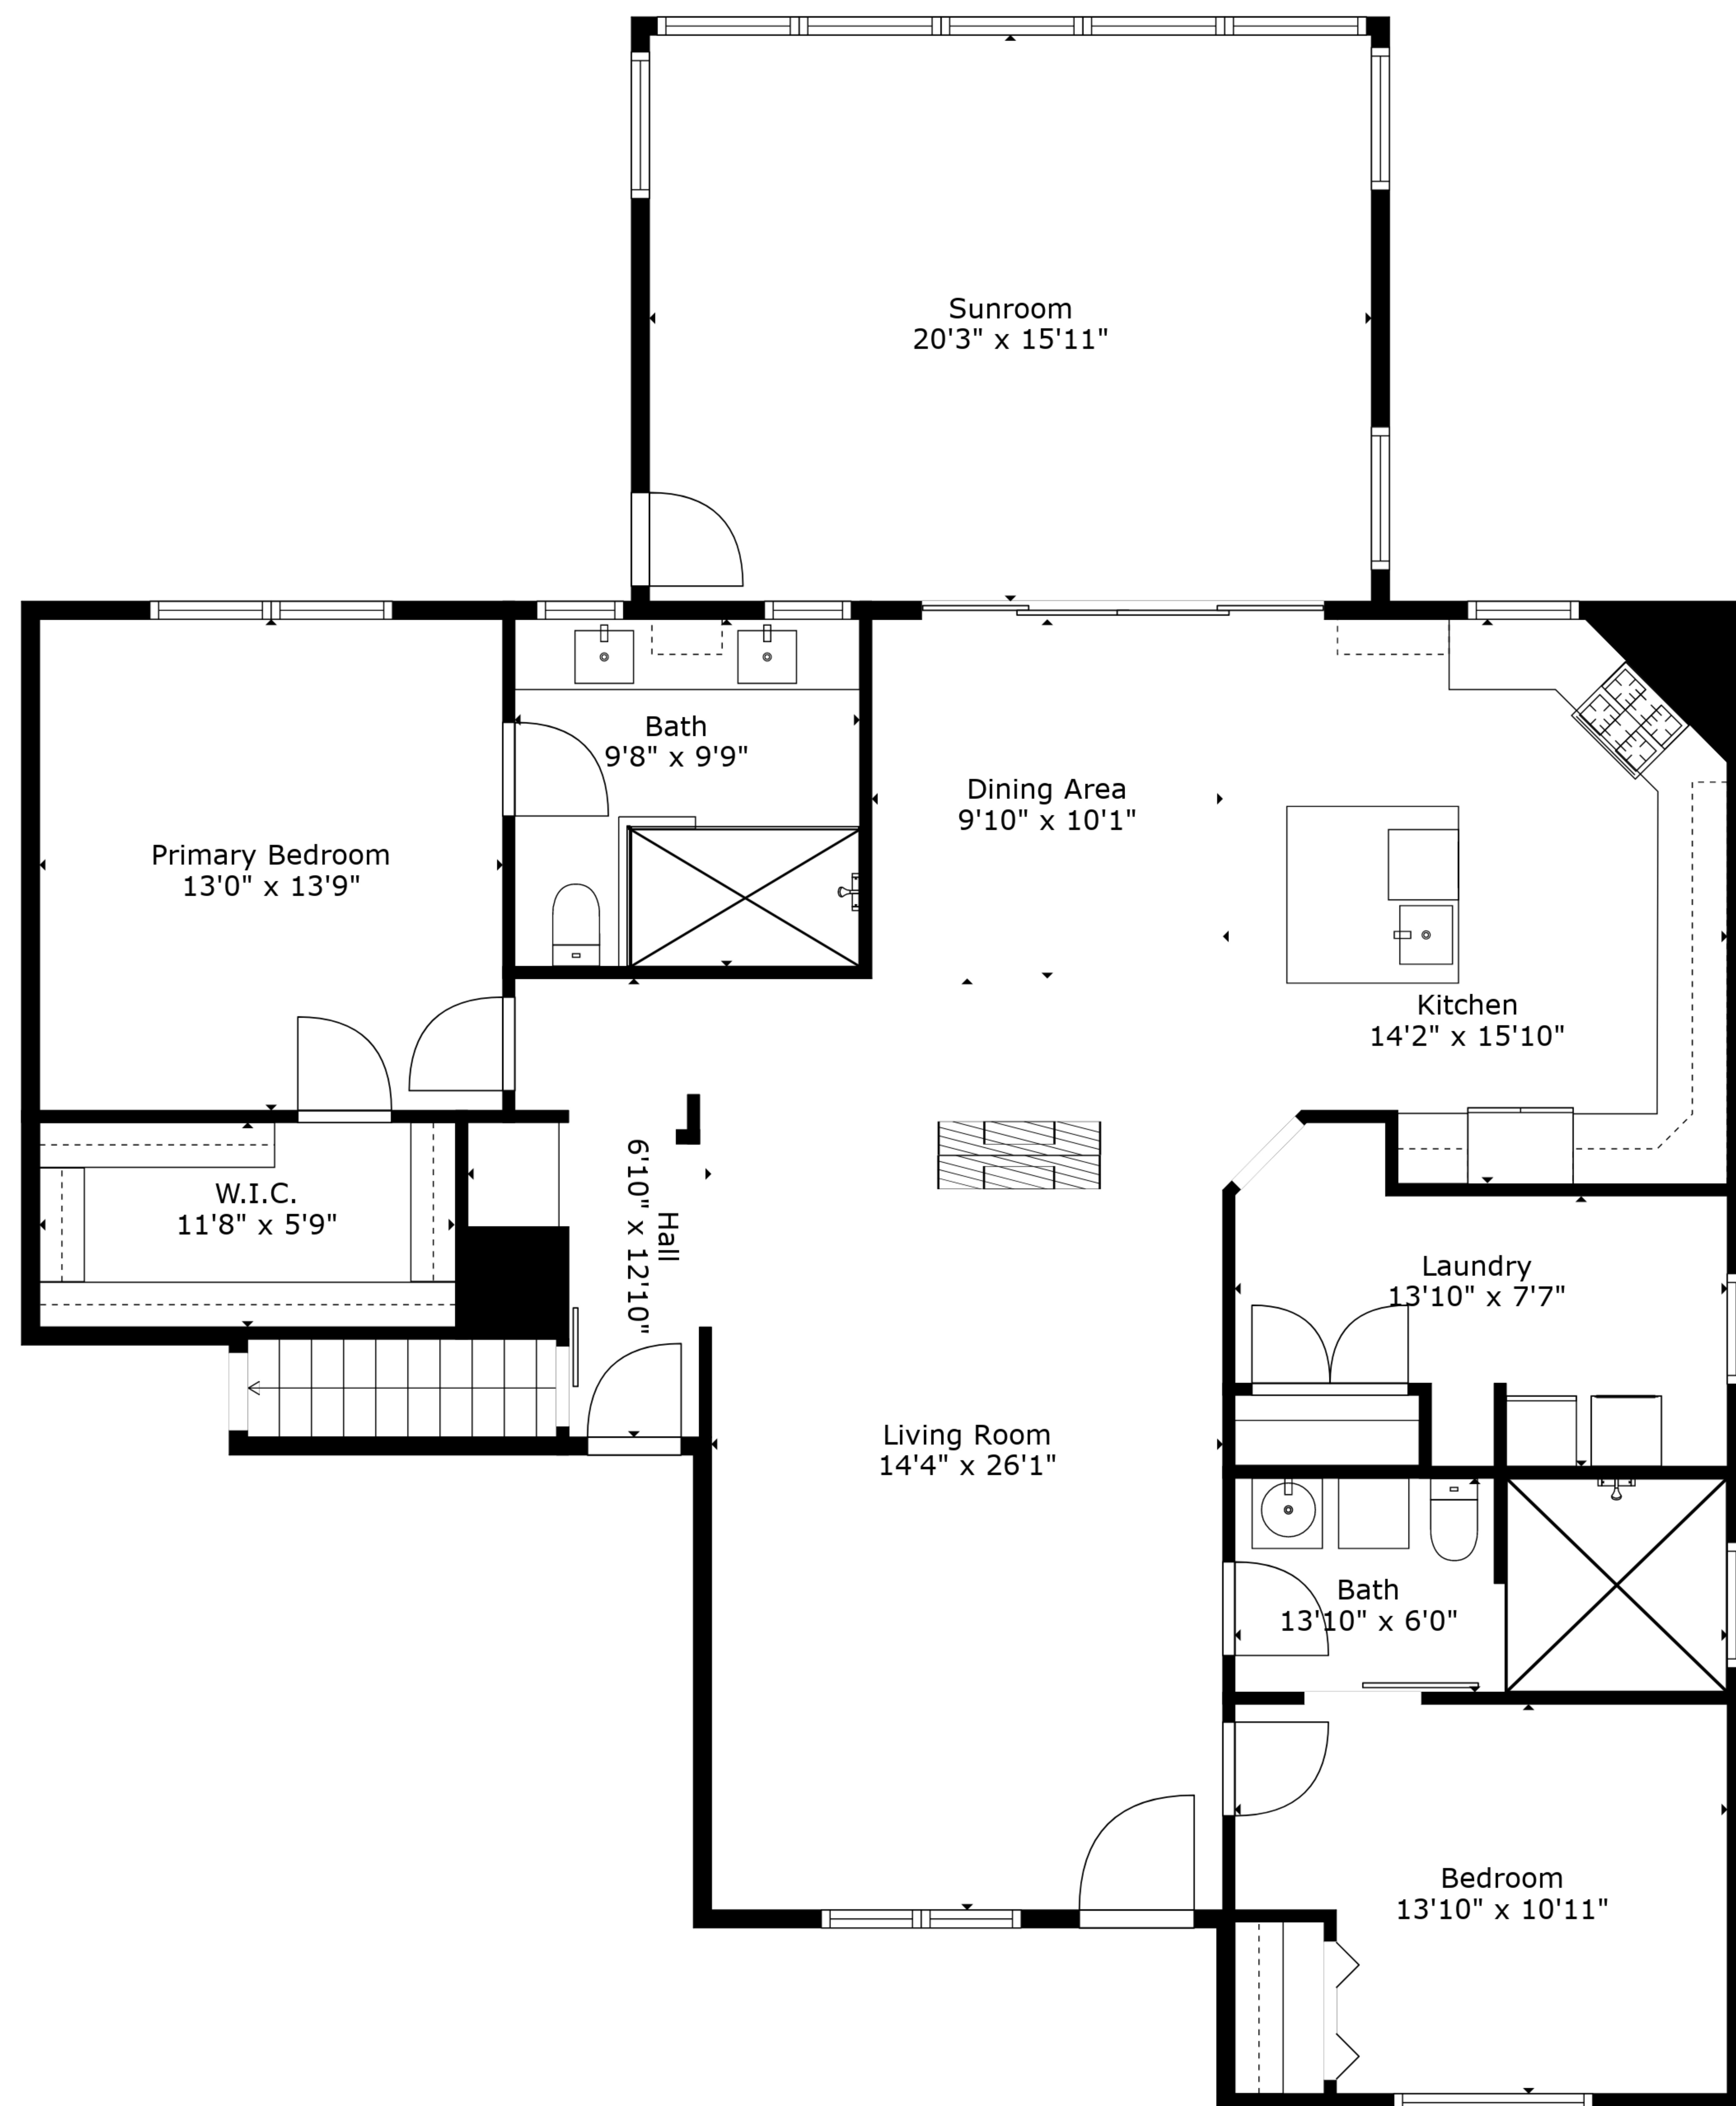 Sunroom
20'3" x 15'11"
Bath
9'8" x 9'9"
Dining Area
9'10" x 10'1"
Primary Bedroom
13'0" x 13'9"
Kitchen
14'2" x 15'10"
W.I.C.
11'8" x 5'9"
Hall
6'10" x 12'10"
Laundry
13'10" x 7'7"
Living Room
14'4" x 26'1"
Bath
13'10" x 6'0"
Bedroom
13'10" x 10'11"